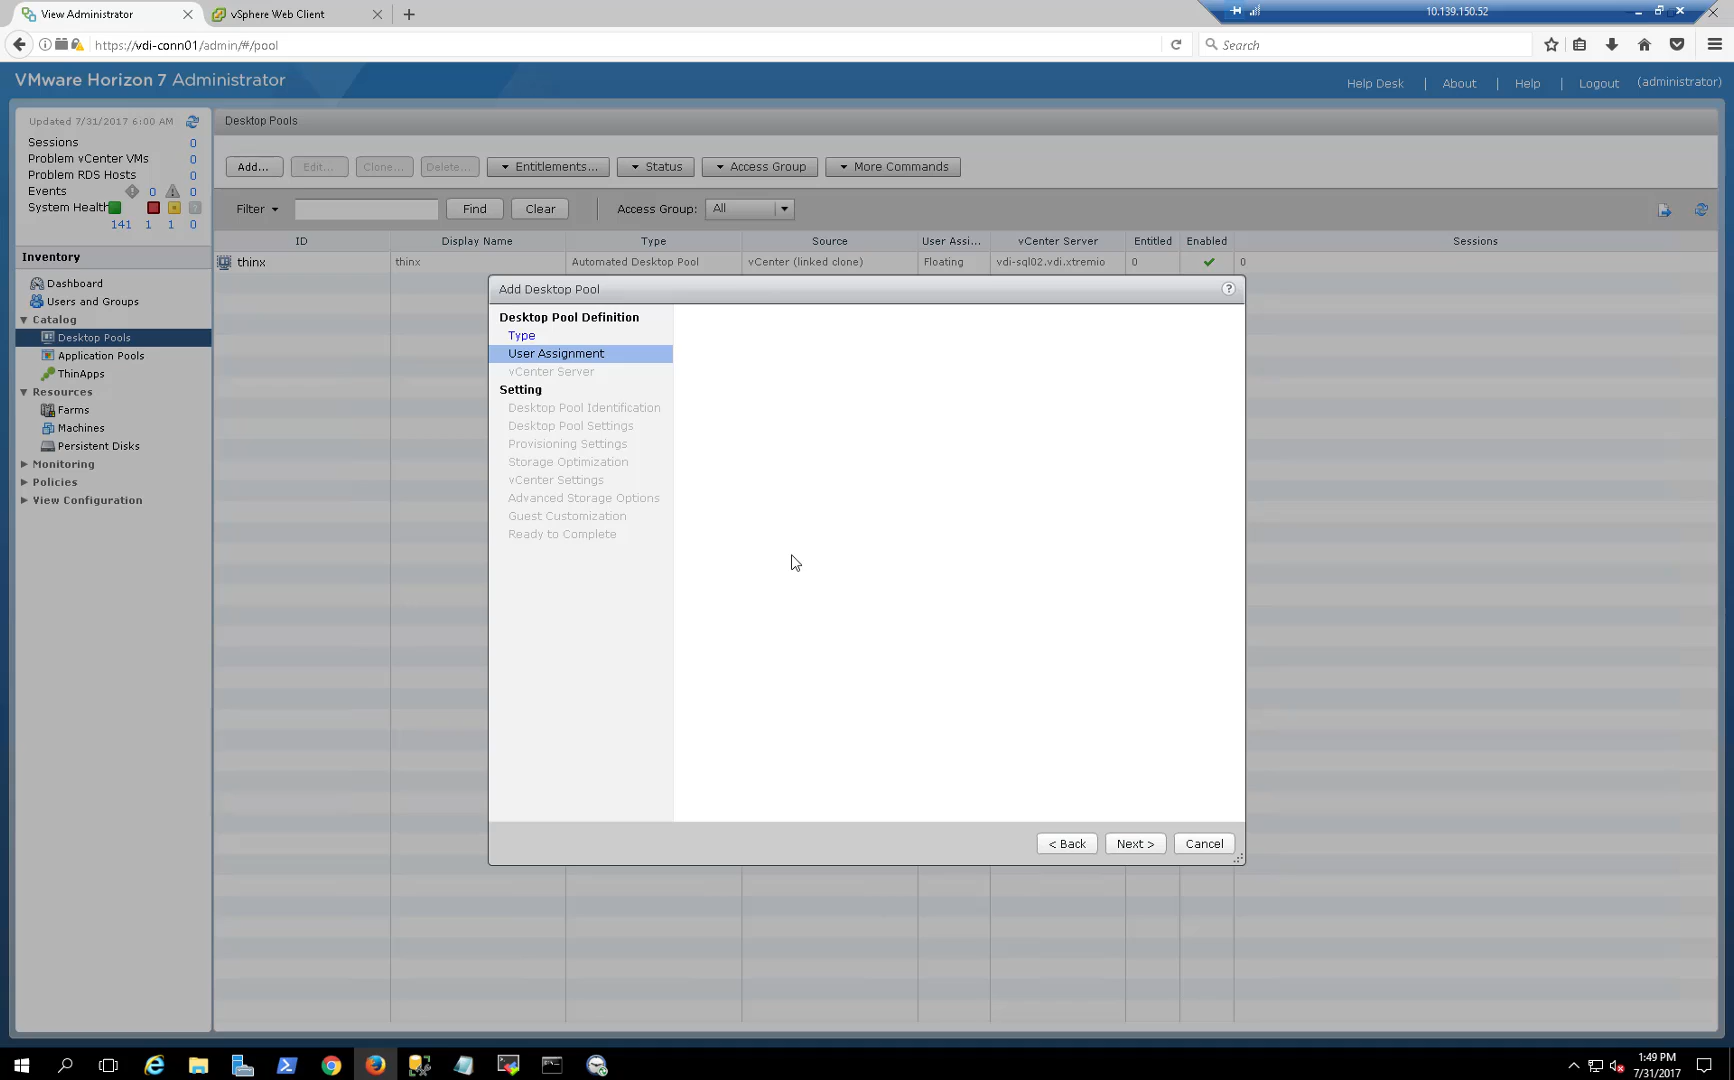 View Administrator
vSphere Web Client
10.139.150.52
https://vdi-conn01/admin/#/pool
Search
VMware Horizon 7 Administrator
Help Desk | About | Help | Logout (administrator)
Updated 7/31/2017 6:00 AM
Sessions 0
Problem vCenter VMs 0
Problem RDS Hosts 0
Events 0 0
System Health
141 1 1 0
Inventory
Dashboard
Users and Groups
Catalog
Desktop Pools
Application Pools
ThinApps
Resources
Farms
Machines
Persistent Disks
Monitoring
Policies
View Configuration
Desktop Pools
Add... Edit... Clone... Delete... Entitlements... Status Access Group More Commands
Filter Find Clear Access Group: All
ID Display Name Type Source User Assi... vCenter Server Entitled Enabled Sessions
thinx thinx Automated Desktop Pool vCenter (linked clone) Floating vdi-sql02.vdi.xtremio 0 0
Add Desktop Pool ?
Desktop Pool Definition
Type
User Assignment
vCenter Server
Setting
Desktop Pool Identification
Desktop Pool Settings
Provisioning Settings
Storage Optimization
vCenter Settings
Advanced Storage Options
Guest Customization
Ready to Complete
< Back Next > Cancel
1:49 PM
7/31/2017